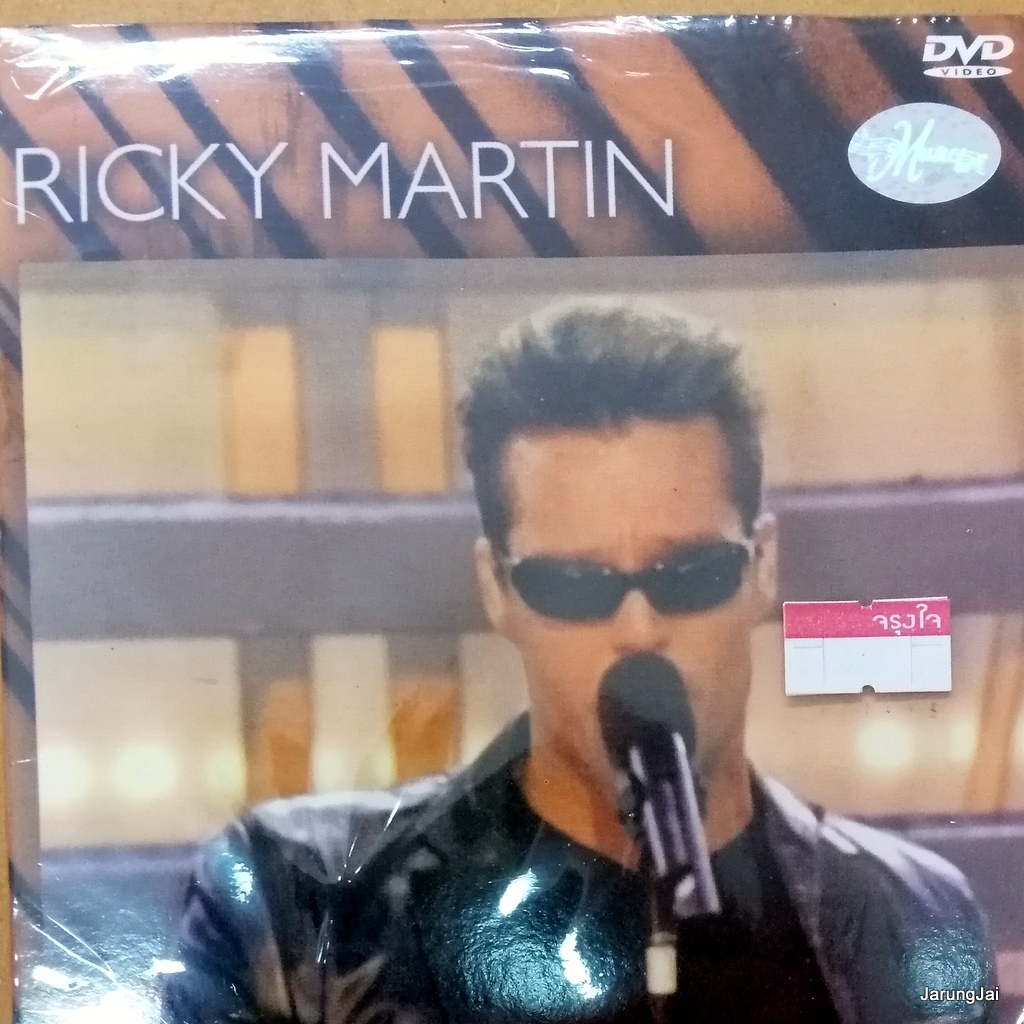 DVD
VIDEO
RICKY MARTIN
จรุงใจ
JarungJai